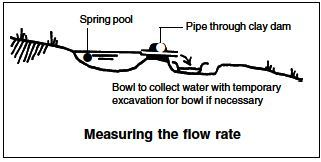 Spring pool
Pipe through clay dam
Bowl to collect water with temporary
excavation for bowl if necessary
Measuring the flow rate